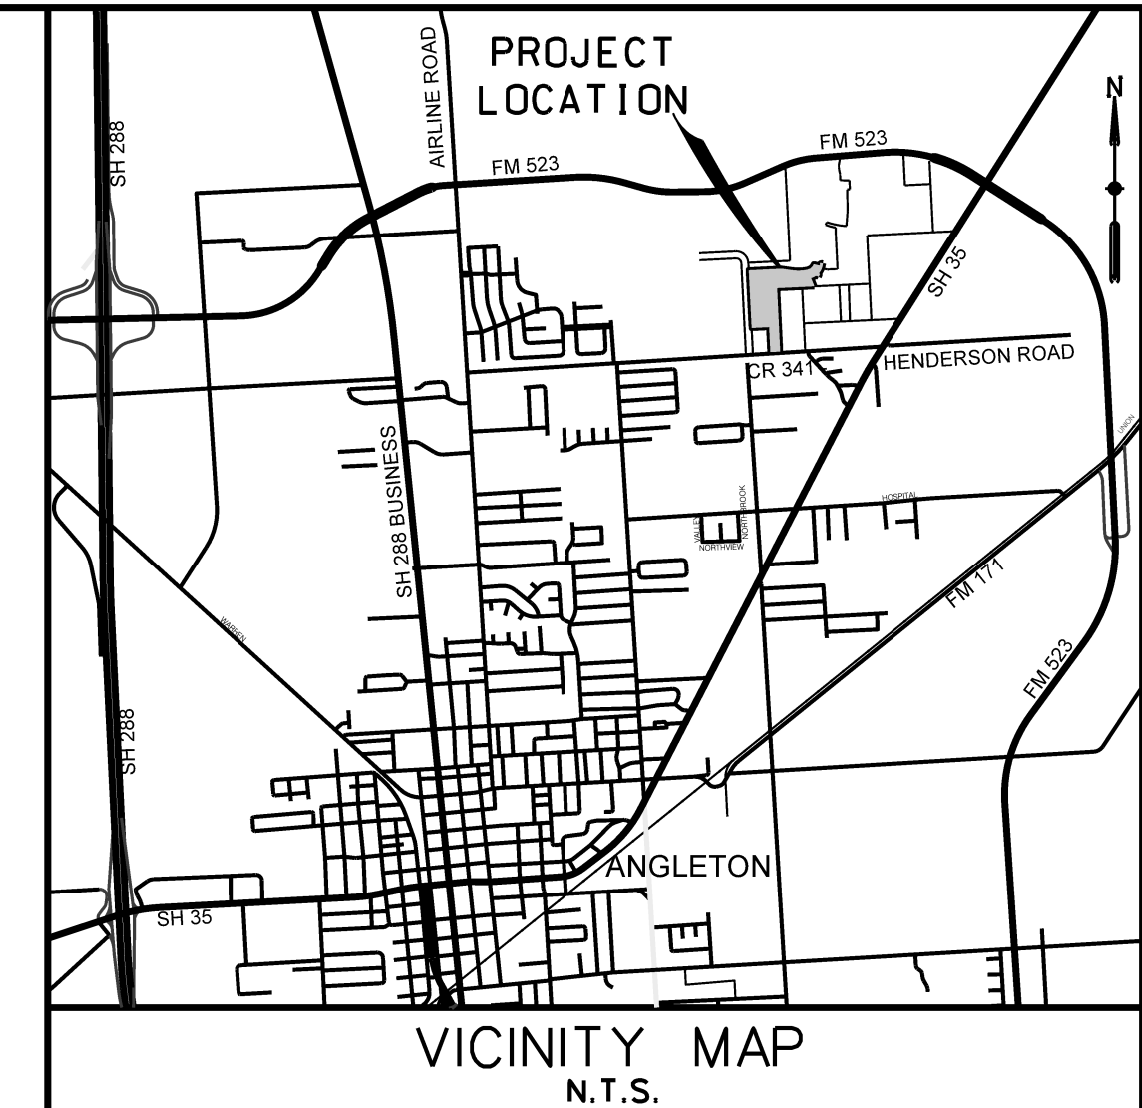 PROJECT
LOCATION
N
AIRLINE ROAD
SH 288
FM 523
FM 523
SH 35
HENDERSON ROAD
CR 341
UNION
SH 288 BUSINESS
HOSPITAL
VALLEY
NORTHBROOK
NORTHVIEW
FM 171
WARREN
FM 523
SH 288
ANGLETON
SH 35
VICINITY MAP
N.T.S.